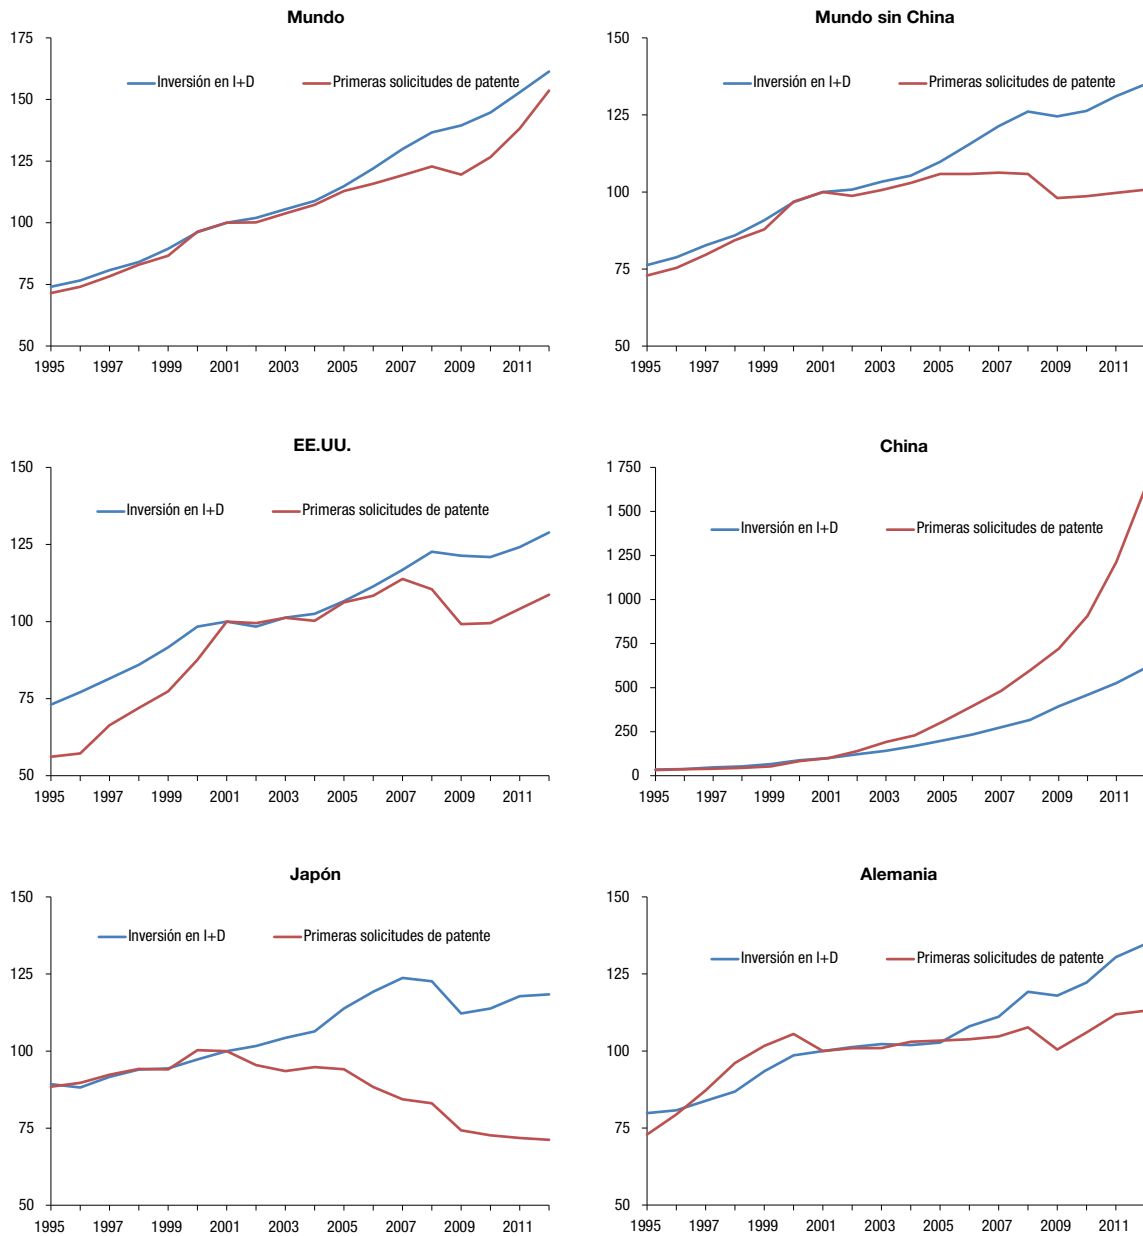 Mundo
175
150
125
100
75
50
Inversión en I+D
Primeras solicitudes de patente
1995 1997 1999 2001 2003 2005 2007 2009 2011
Mundo sin China
150
125
100
75
50
Inversión en I+D
Primeras solicitudes de patente
1995 1997 1999 2001 2003 2005 2007 2009 2011
EE.UU.
150
125
100
75
50
Inversión en I+D
Primeras solicitudes de patente
1995 1997 1999 2001 2003 2005 2007 2009 2011
China
1 750
1 500
1 250
1 000
750
500
250
0
Inversión en I+D
Primeras solicitudes de patente
1995 1997 1999 2001 2003 2005 2007 2009 2011
Japón
150
125
100
75
50
Inversión en I+D
Primeras solicitudes de patente
1995 1997 1999 2001 2003 2005 2007 2009 2011
Alemania
150
125
100
75
50
Inversión en I+D
Primeras solicitudes de patente
1995 1997 1999 2001 2003 2005 2007 2009 2011